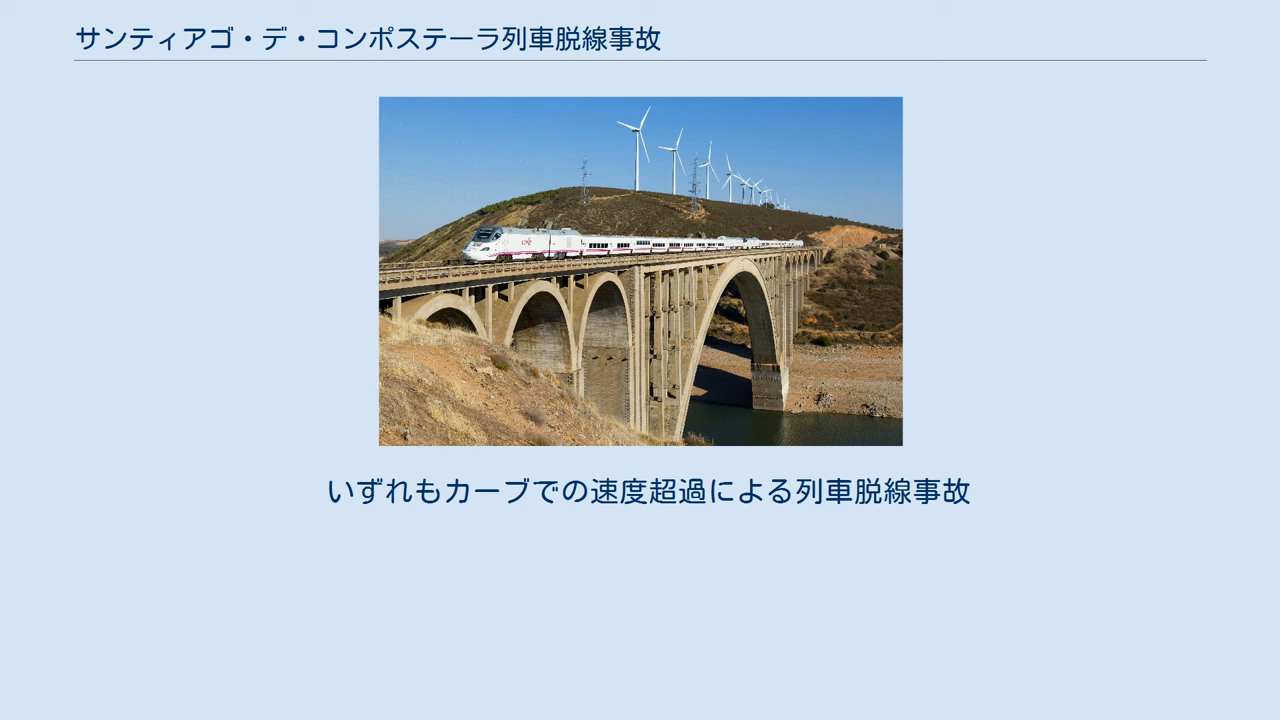 サンティアゴ・デ・コンポステーラ列車脱線事故
いずれもカーブでの速度超過による列車脱線事故